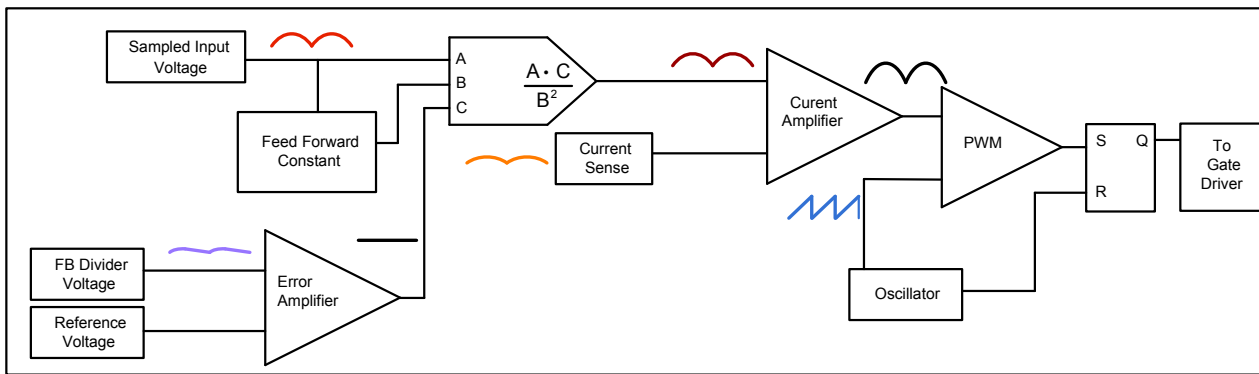 Sampled Input
Voltage
A
B
C
A · C
B²
Feed Forward
Constant
Curent
Amplifier
Current
Sense
PWM
S
Q
R
To
Gate
Driver
FB Divider
Voltage
Error
Amplifier
Reference
Voltage
Oscillator